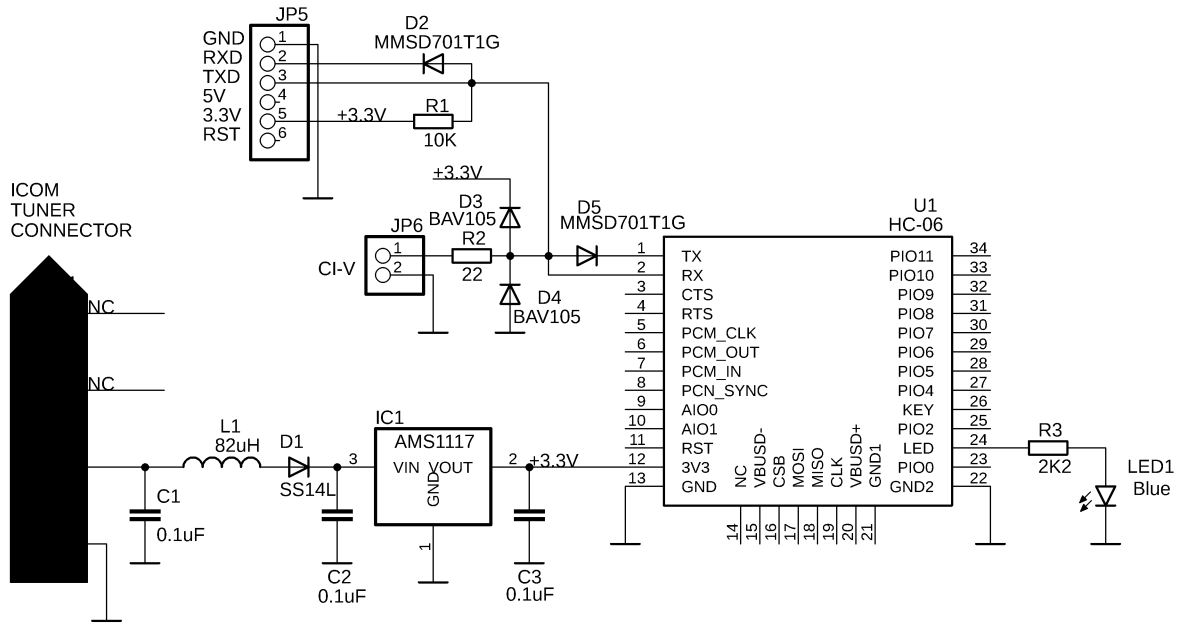 JP5
GND 1
RXD 2
TXD 3
5V 4
3.3V 5
RST 6
D2
MMSD701T1G
+3.3V
R1
10K
+3.3V
D3
BAV105
D5
MMSD701T1G
JP6
R2
CI-V
1
2
22
D4
BAV105
ICOM
TUNER
CONNECTOR
NC
NC
L1
82uH
D1
SS14L
C1
0.1uF
C2
0.1uF
IC1
AMS1117
3 VIN VOUT 2
GND
1
+3.3V
C3
0.1uF
U1
HC-06
1 TX
2 RX
3 CTS
4 RTS
5 PCM_CLK
6 PCM_OUT
7 PCM_IN
8 PCN_SYNC
9 AIO0
10 AIO1
11 RST
12 3V3
13 GND
NC 14
VBUSD- 15
CSB 16
MOSI 17
MISO 18
CLK 19
VBUSD+ 20
GND1 21
PIO11 34
PIO10 33
PIO9 32
PIO8 31
PIO7 30
PIO6 29
PIO5 28
PIO4 27
KEY 26
PIO2 25
LED 24
PIO0 23
GND2 22
R3
2K2
LED1
Blue